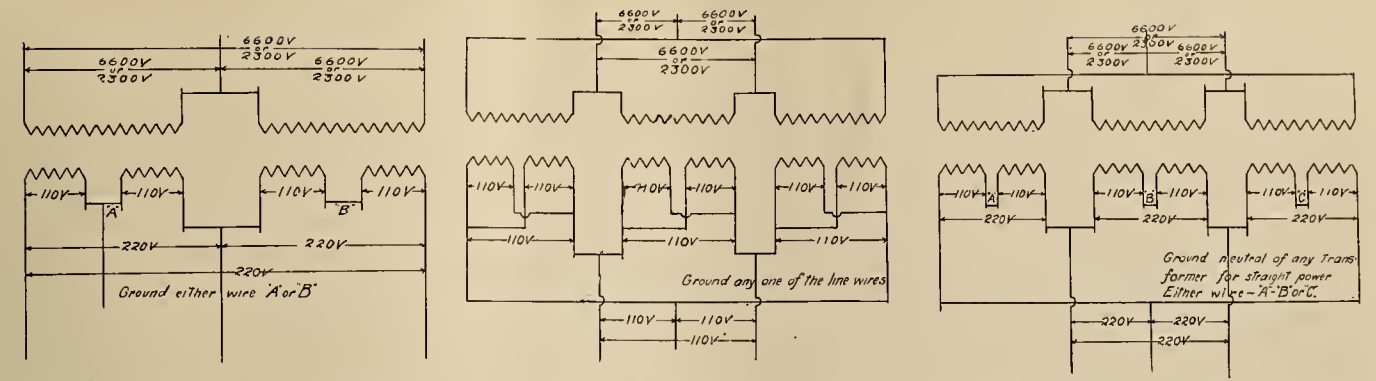 6600V
or
2300V
6600V
or
2300V
6600V
or
2300V
110V
110V
110V
110V
"A"
"B"
220V
220V
220V
Ground either wire "A" or "B"
6600V
or
2300V
6600V
or
2300V
6600V
or
2300V
110V
110V
110V
110V
110V
110V
110V
110V
110V
Ground any one of the line wires
110V
110V
110V
6600V
or
2300V
6600V
or
2300V
6600V
or
2300V
110V
"A"
110V
110V
"B"
110V
110V
"C"
110V
220V
220V
220V
Ground neutral of any Trans-
former for straight power
Either wire-"A"-"B" or "C".
220V
220V
220V